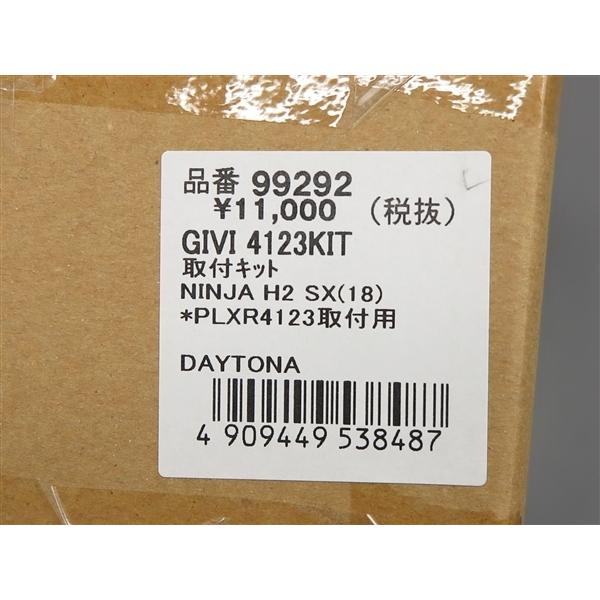 品番 99292
¥11,000 （税抜）
GIVI 4123KIT
取付キット
NINJA H2 SX(18)
*PLXR4123取付用
DAYTONA
4 909449 538487